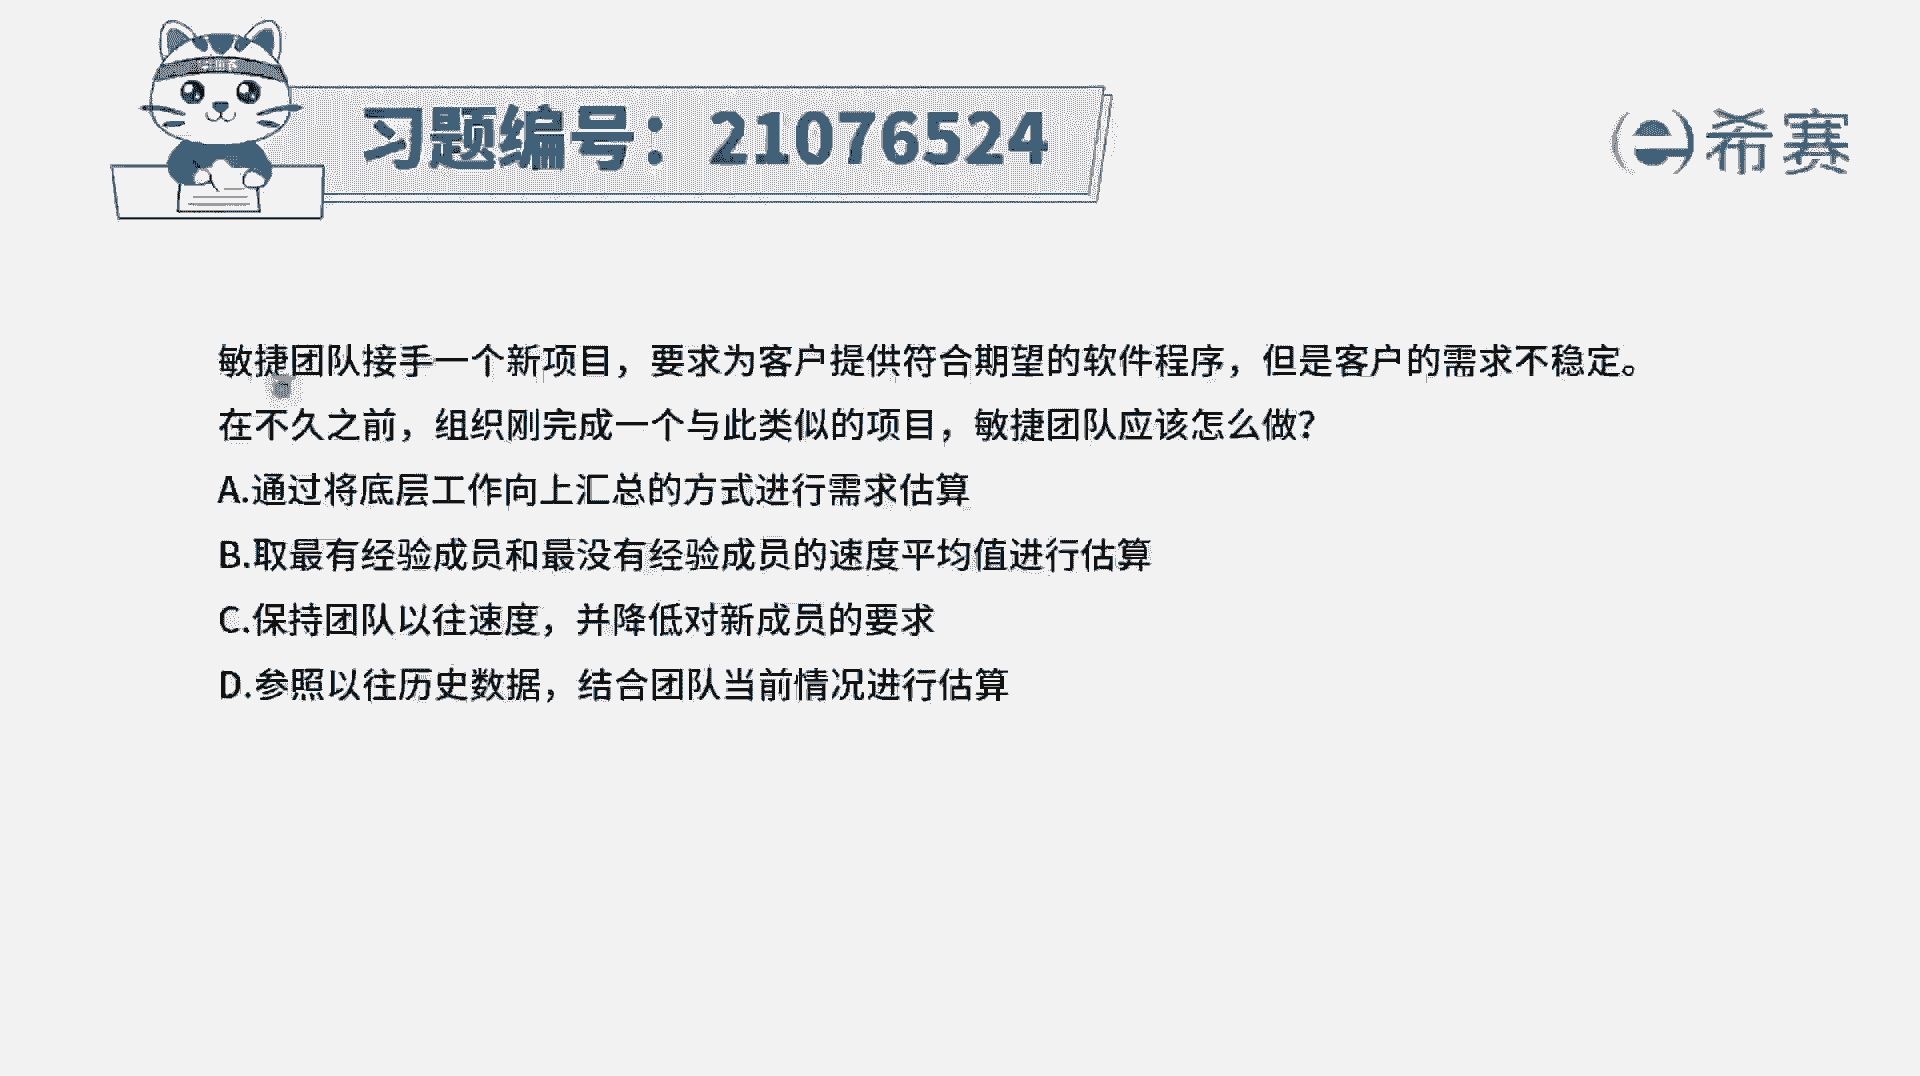 习题编号：21076524
希赛
敏捷团队接手一个新项目，要求为客户提供符合期望的软件程序，但是客户的需求不稳定。
在不久之前，组织刚完成一个与此类似的项目，敏捷团队应该怎么做？
A.通过将底层工作向上汇总的方式进行需求估算
B.取最有经验成员和最没有经验成员的速度平均值进行估算
C.保持团队以往速度，并降低对新成员的要求
D.参照以往历史数据，结合团队当前情况进行估算